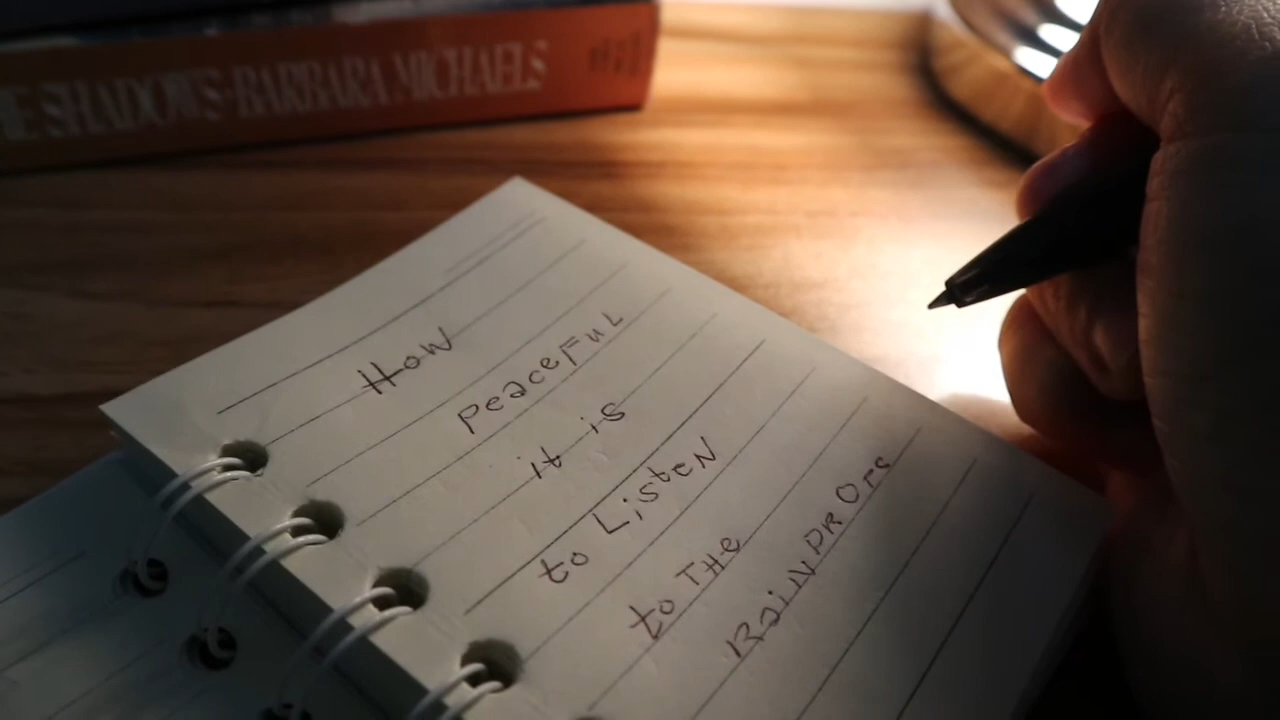 E SHADOWS·BARBARA MICHAELS
How
PeaceFuL
it is
to ListeN
to THe
RaiNDROPs